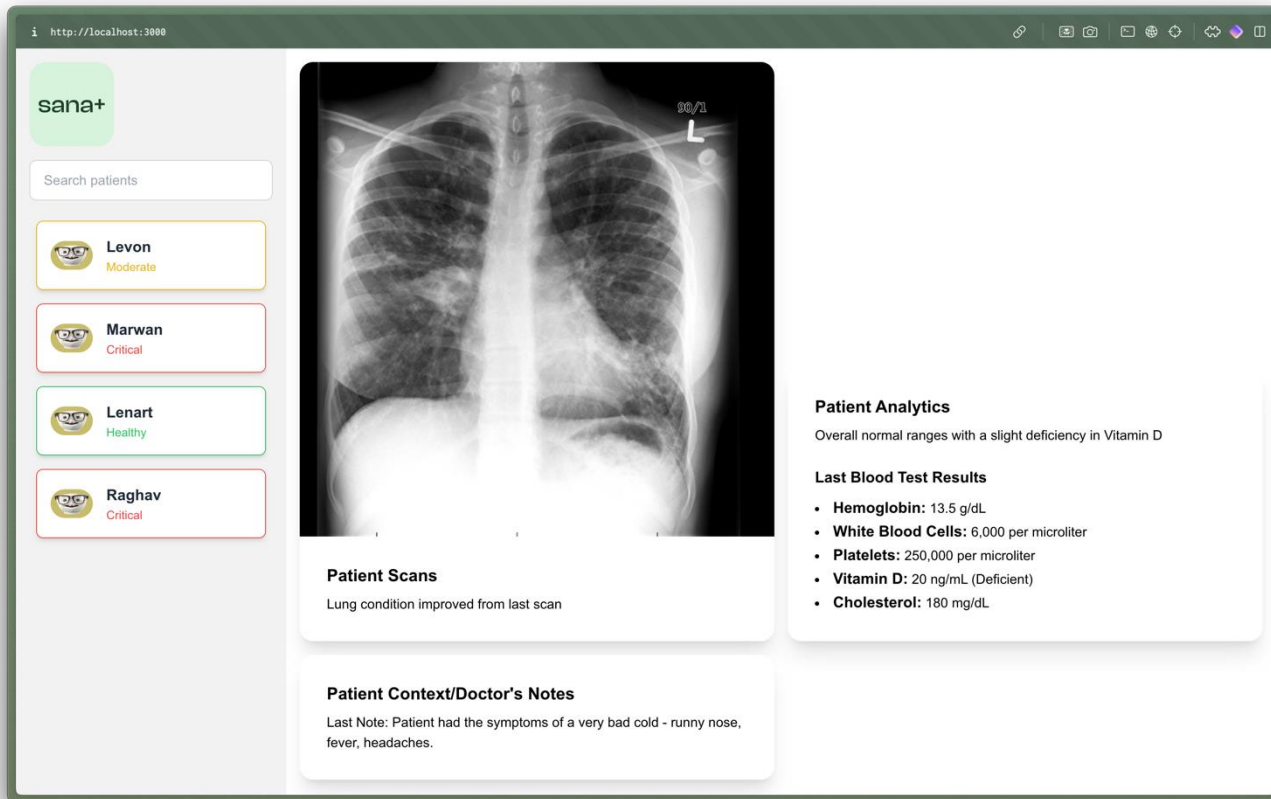 http://localhost:3000
sana+
Search patients
Levon
Moderate
Marwan
Critical
Lenart
Healthy
Raghav
Critical
90/1
L
Patient Scans
Lung condition improved from last scan
Patient Context/Doctor's Notes
Last Note: Patient had the symptoms of a very bad cold - runny nose,
fever, headaches.
Patient Analytics
Overall normal ranges with a slight deficiency in Vitamin D
Last Blood Test Results
• Hemoglobin: 13.5 g/dL
• White Blood Cells: 6,000 per microliter
• Platelets: 250,000 per microliter
• Vitamin D: 20 ng/mL (Deficient)
• Cholesterol: 180 mg/dL